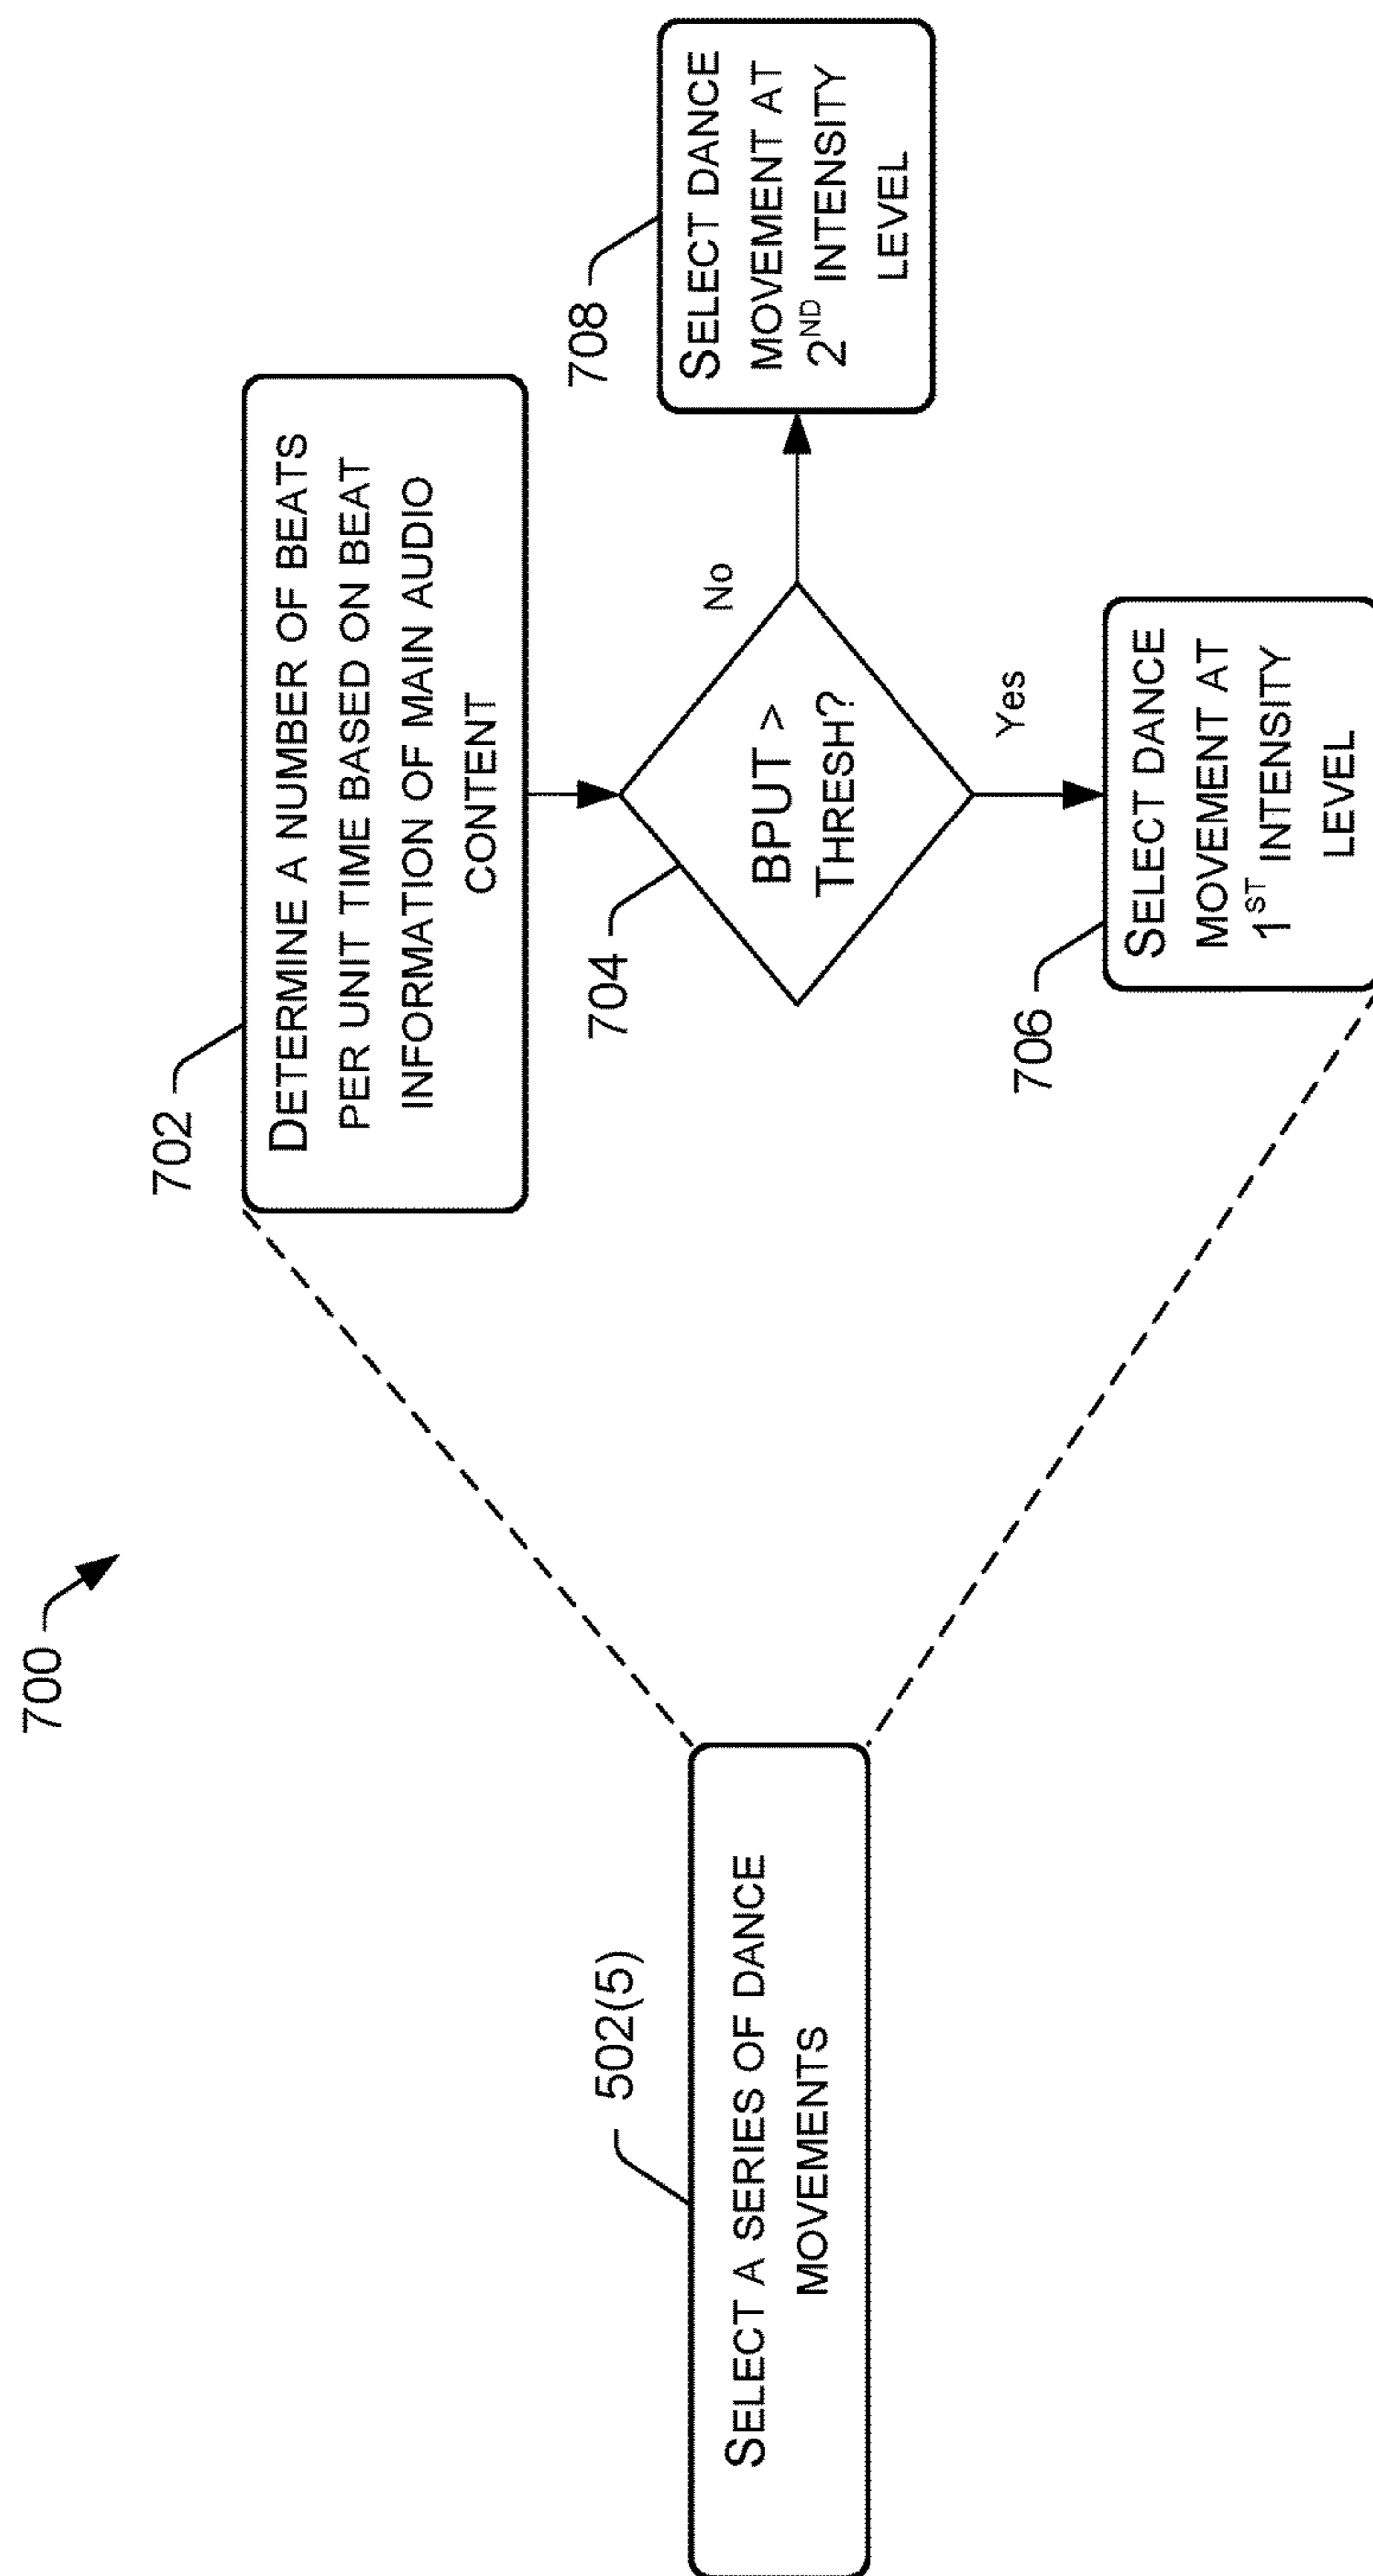 700
502(5)
SELECT A SERIES OF DANCE
MOVEMENTS
702
DETERMINE A NUMBER OF BEATS
PER UNIT TIME BASED ON BEAT
INFORMATION OF MAIN AUDIO
CONTENT
704
BPUT >
THRESH?
No
Yes
708
SELECT DANCE
MOVEMENT AT
2ND INTENSITY
LEVEL
706
SELECT DANCE
MOVEMENT AT
1ST INTENSITY
LEVEL